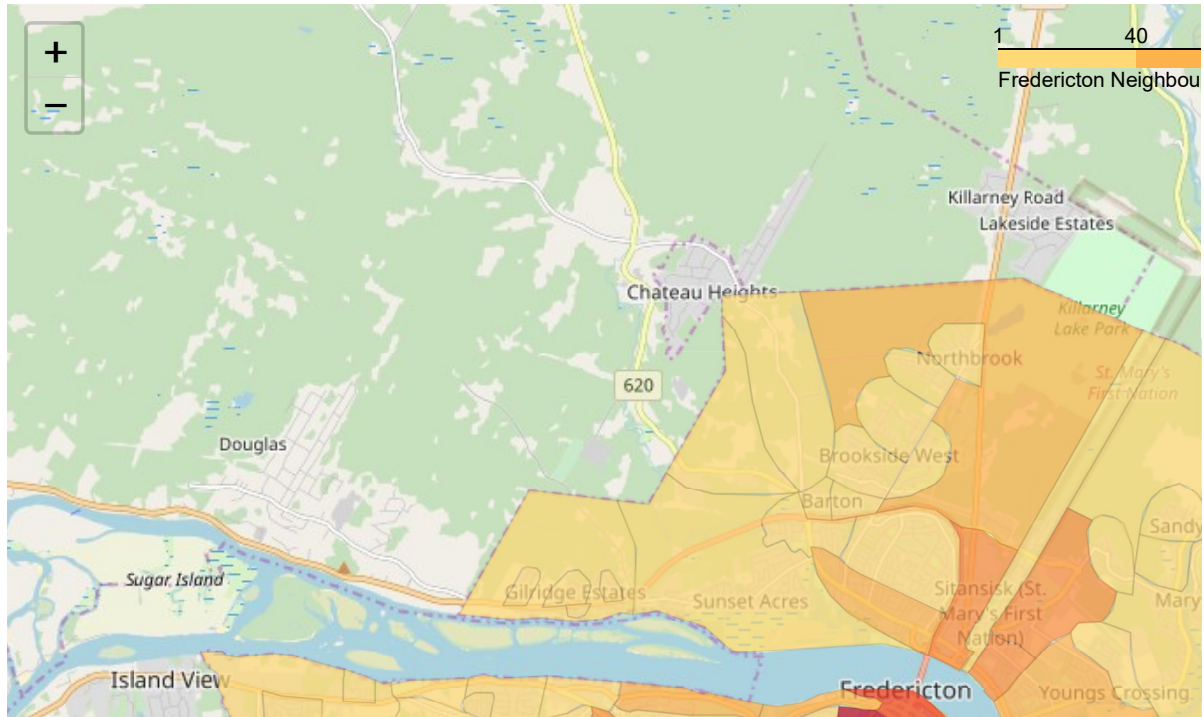 +
−
1 40
Fredericton Neighbou
Killarney Road
Lakeside Estates
Chateau Heights
Killarney
Lake Park
Northbrook
St. Mary's
First Nation
620
Douglas
Brookside West
Barton
Sandy
Sugar Island
Gilridge Estates
Sunset Acres
Sitansisk (St.
Mary's First
Nation)
Mary
Island View
Fredericton
Youngs Crossing